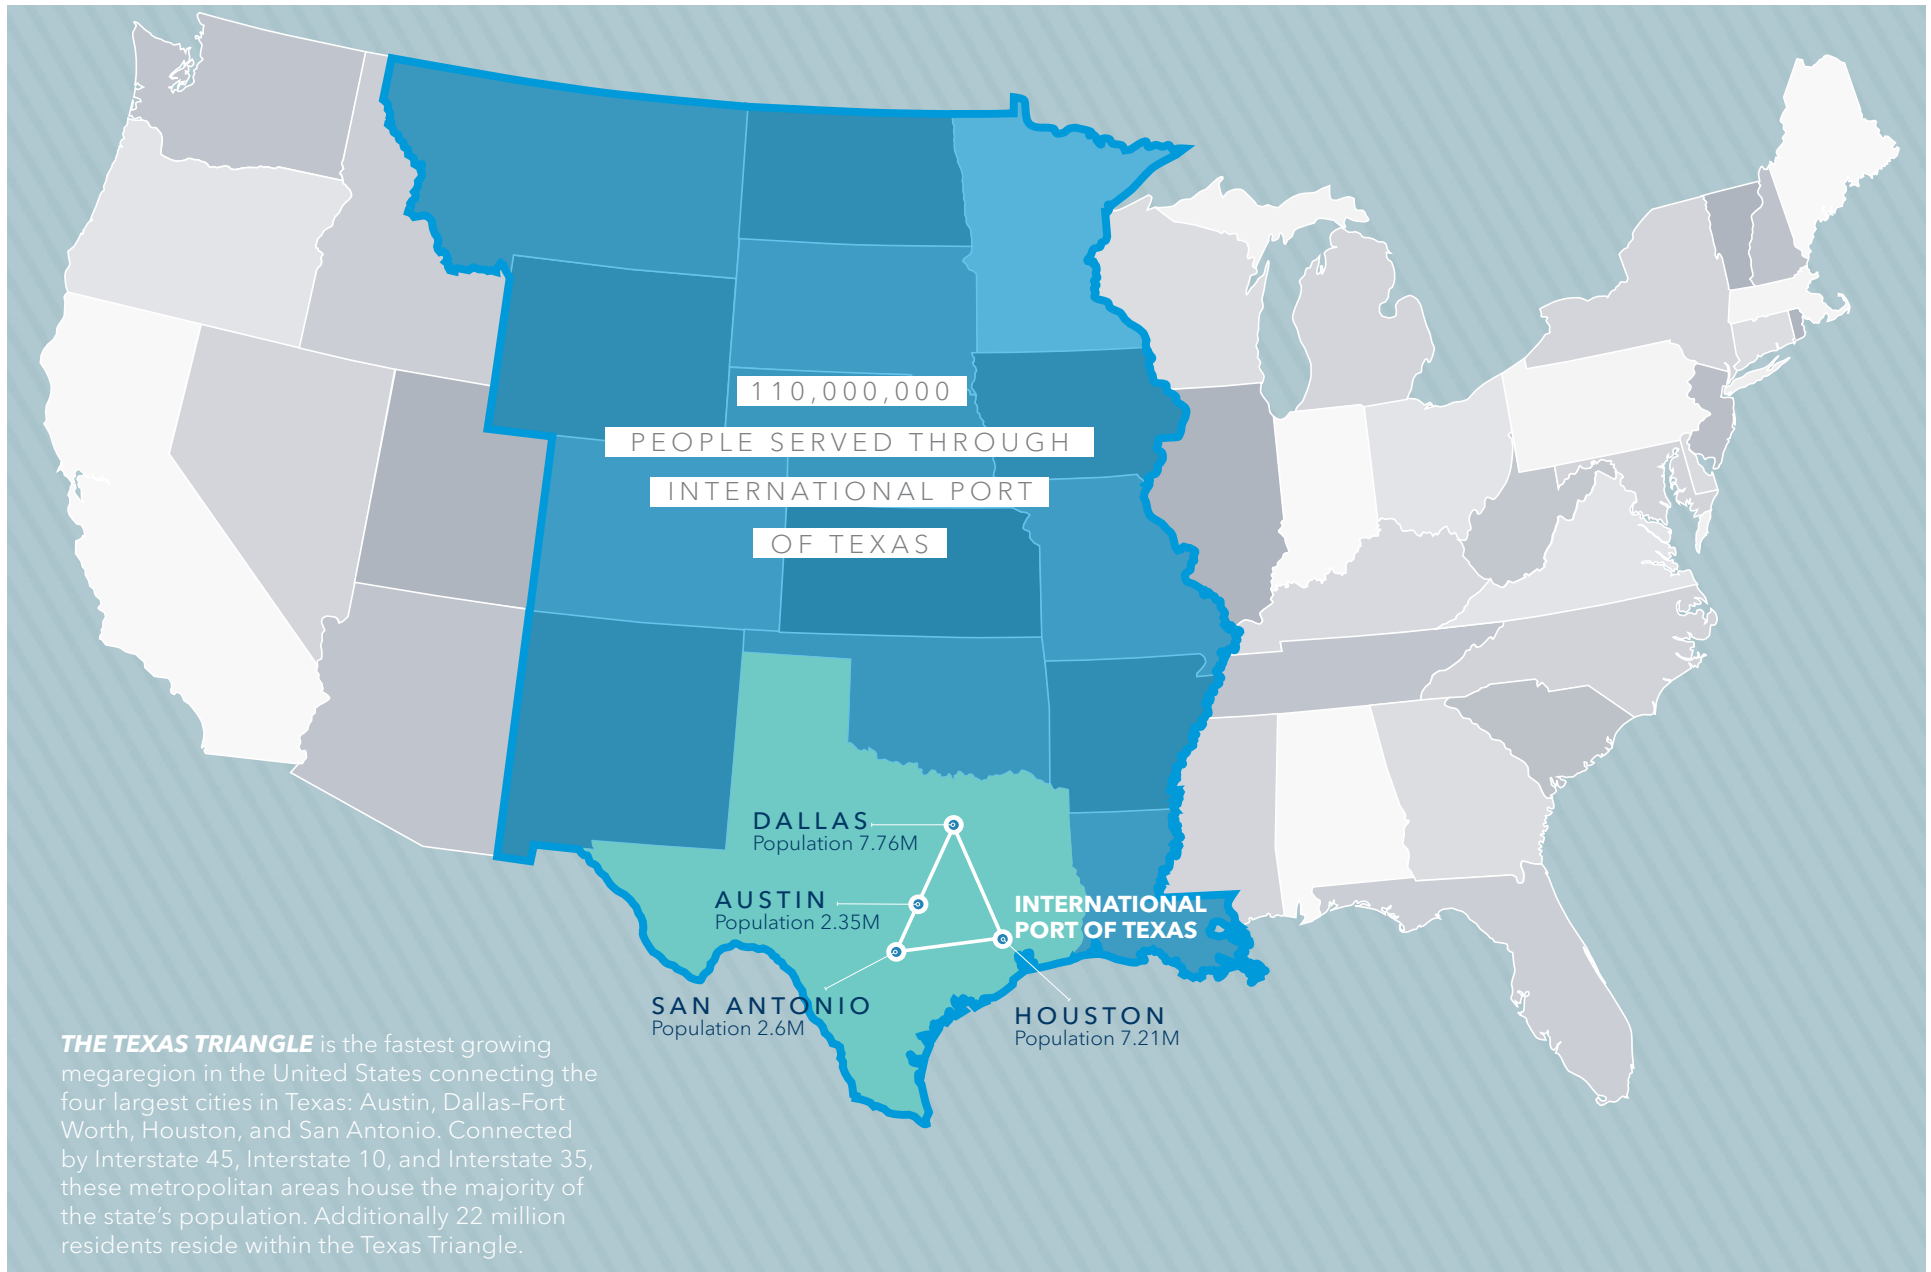 110,000,000
PEOPLE SERVED THROUGH
INTERNATIONAL PORT
OF TEXAS
DALLAS
Population 7.76M
AUSTIN
Population 2.35M
INTERNATIONAL
PORT OF TEXAS
SAN ANTONIO
Population 2.6M
HOUSTON
Population 7.21M
THE TEXAS TRIANGLE is the fastest growing
megaregion in the United States connecting the
four largest cities in Texas: Austin, Dallas–Fort
Worth, Houston, and San Antonio. Connected
by Interstate 45, Interstate 10, and Interstate 35,
these metropolitan areas house the majority of
the state’s population. Additionally 22 million
residents reside within the Texas Triangle.